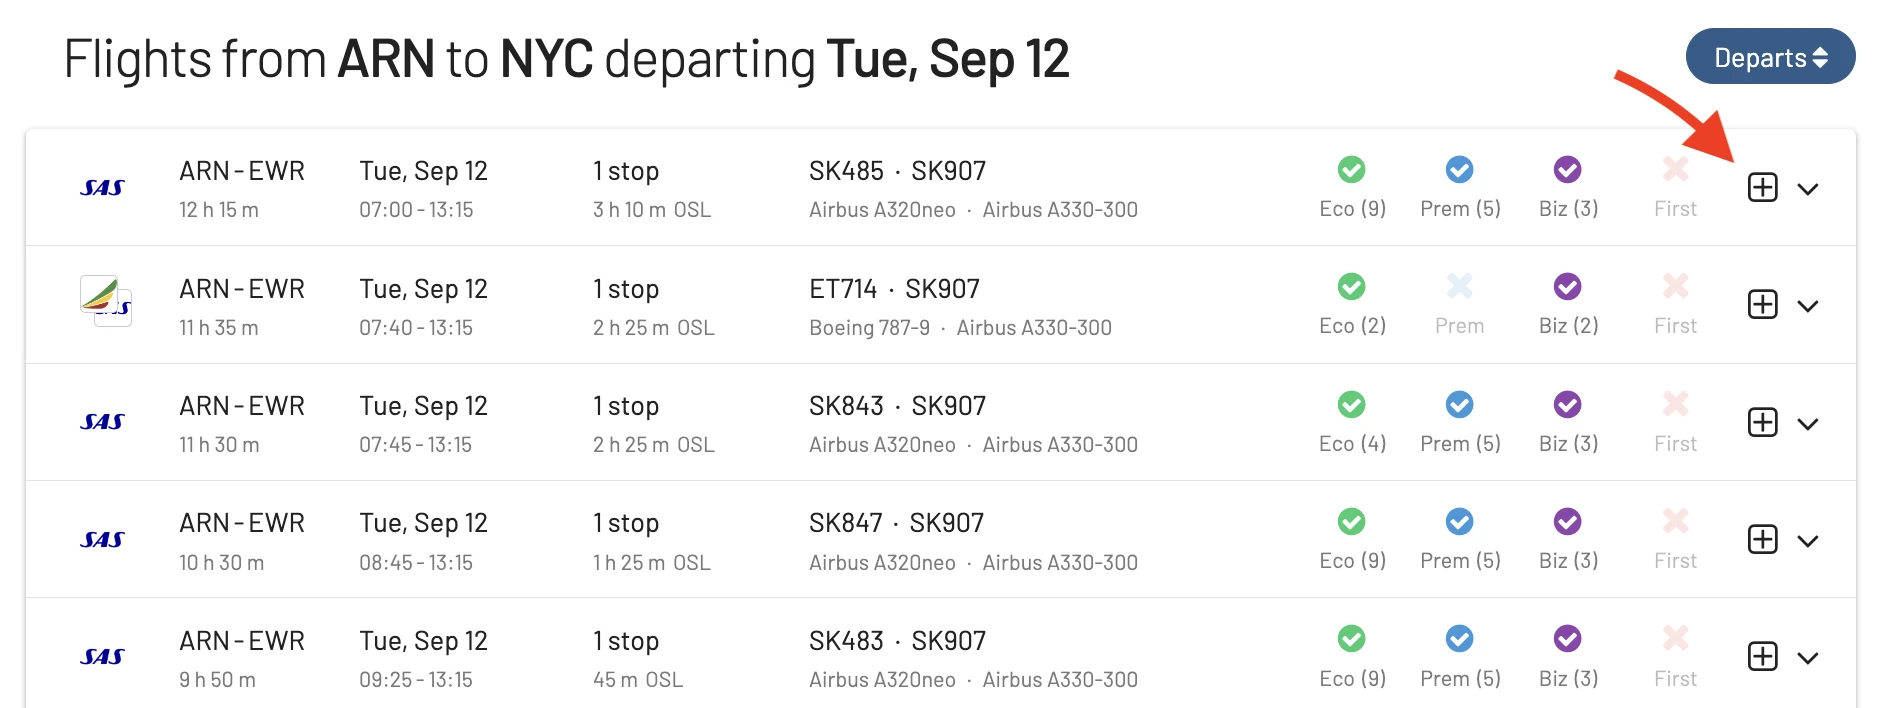 Flights from ARN to NYC departing Tue, Sep 12
Departs
SAS ARN - EWR Tue, Sep 12 1 stop SK485 · SK907
12 h 15 m 07:00 - 13:15 3 h 10 m OSL Airbus A320neo · Airbus A330-300 Eco (9) Prem (5) Biz (3) First
ARN - EWR Tue, Sep 12 1 stop ET714 · SK907
11 h 35 m 07:40 - 13:15 2 h 25 m OSL Boeing 787-9 · Airbus A330-300 Eco (2) Prem Biz (2) First
SAS ARN - EWR Tue, Sep 12 1 stop SK843 · SK907
11 h 30 m 07:45 - 13:15 2 h 25 m OSL Airbus A320neo · Airbus A330-300 Eco (4) Prem (5) Biz (3) First
SAS ARN - EWR Tue, Sep 12 1 stop SK847 · SK907
10 h 30 m 08:45 - 13:15 1 h 25 m OSL Airbus A320neo · Airbus A330-300 Eco (9) Prem (5) Biz (3) First
SAS ARN - EWR Tue, Sep 12 1 stop SK483 · SK907
9 h 50 m 09:25 - 13:15 45 m OSL Airbus A320neo · Airbus A330-300 Eco (9) Prem (5) Biz (3) First